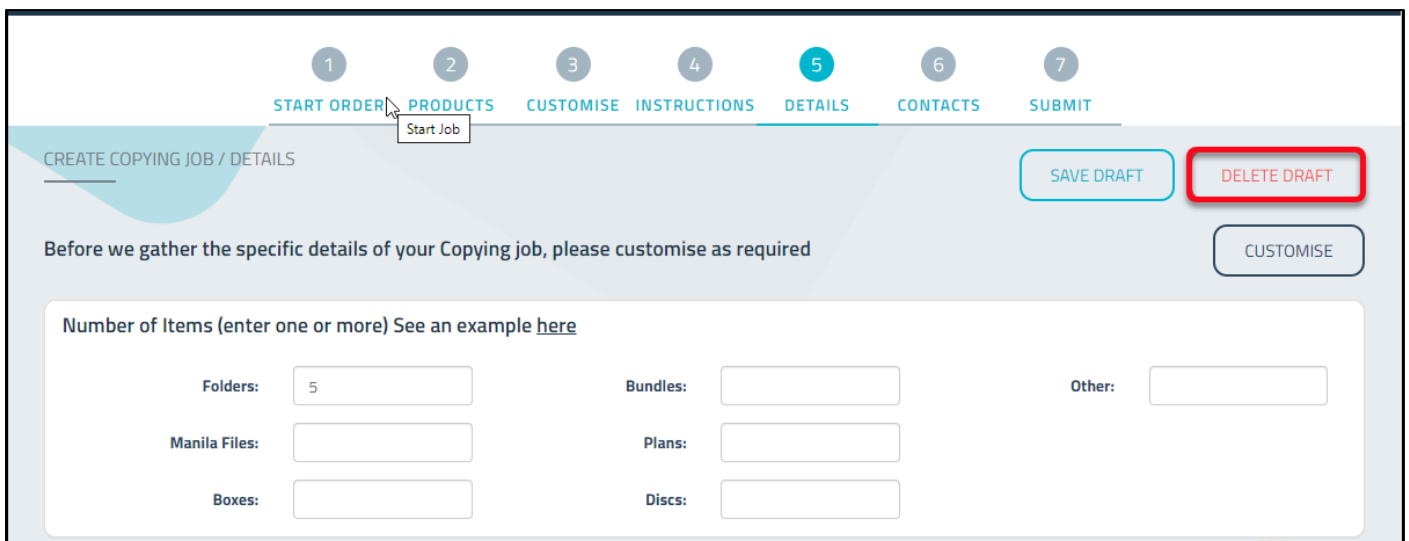 1 2 3 4 5 6 7
START ORDER PRODUCTS CUSTOMISE INSTRUCTIONS DETAILS CONTACTS SUBMIT
Start Job
CREATE COPYING JOB / DETAILS
SAVE DRAFT DELETE DRAFT
Before we gather the specific details of your Copying job, please customise as required
CUSTOMISE
Number of Items (enter one or more) See an example here
Folders: 5 Bundles: Other:
Manila Files: Plans:
Boxes: Discs: